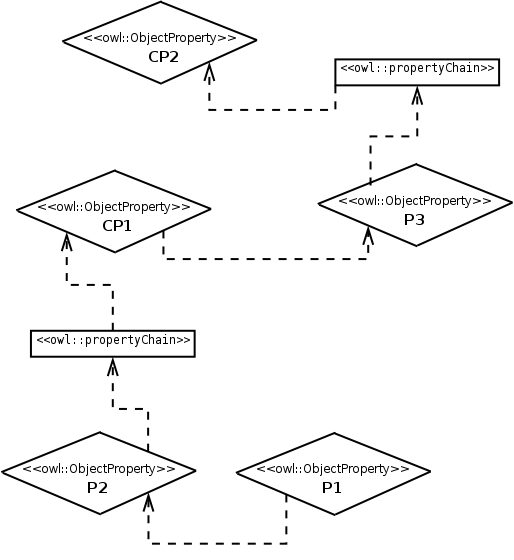 <<owl::ObjectProperty>>
CP2
<<owl::propertyChain>>
<<owl::ObjectProperty>>
P3
<<owl::ObjectProperty>>
CP1
<<owl::propertyChain>>
<<owl::ObjectProperty>>
P2
<<owl::ObjectProperty>>
P1